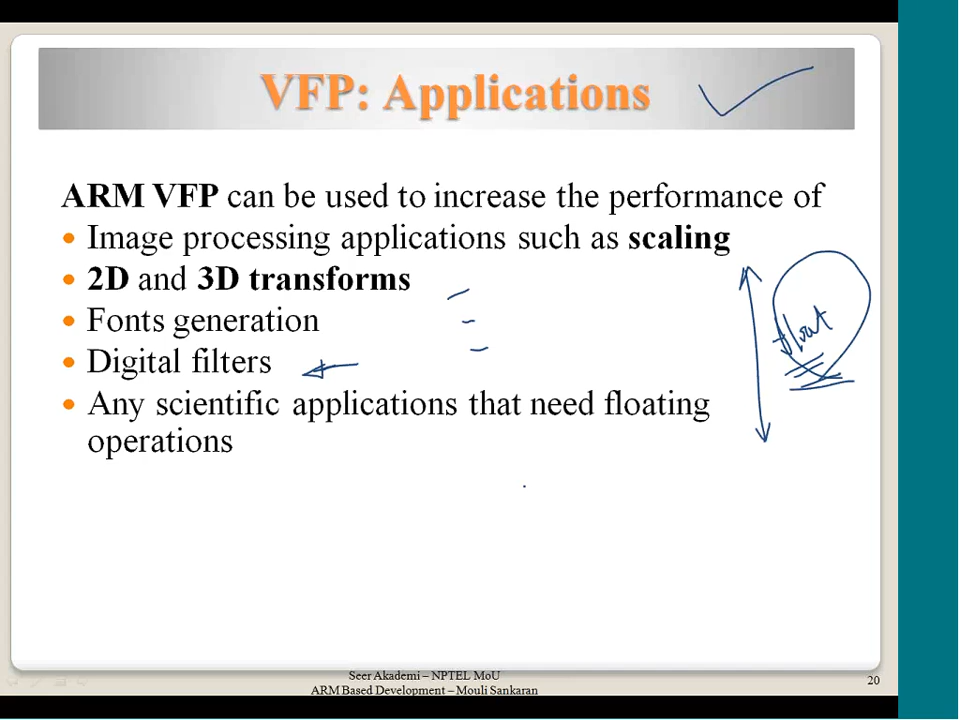 VFP: Applications
ARM VFP can be used to increase the performance of
• Image processing applications such as scaling
• 2D and 3D transforms
• Fonts generation
float
• Digital filters
• Any scientific applications that need floating
operations
Seer Akademi – NPTEL MoU
ARM Based Development – Mouli Sankaran
20